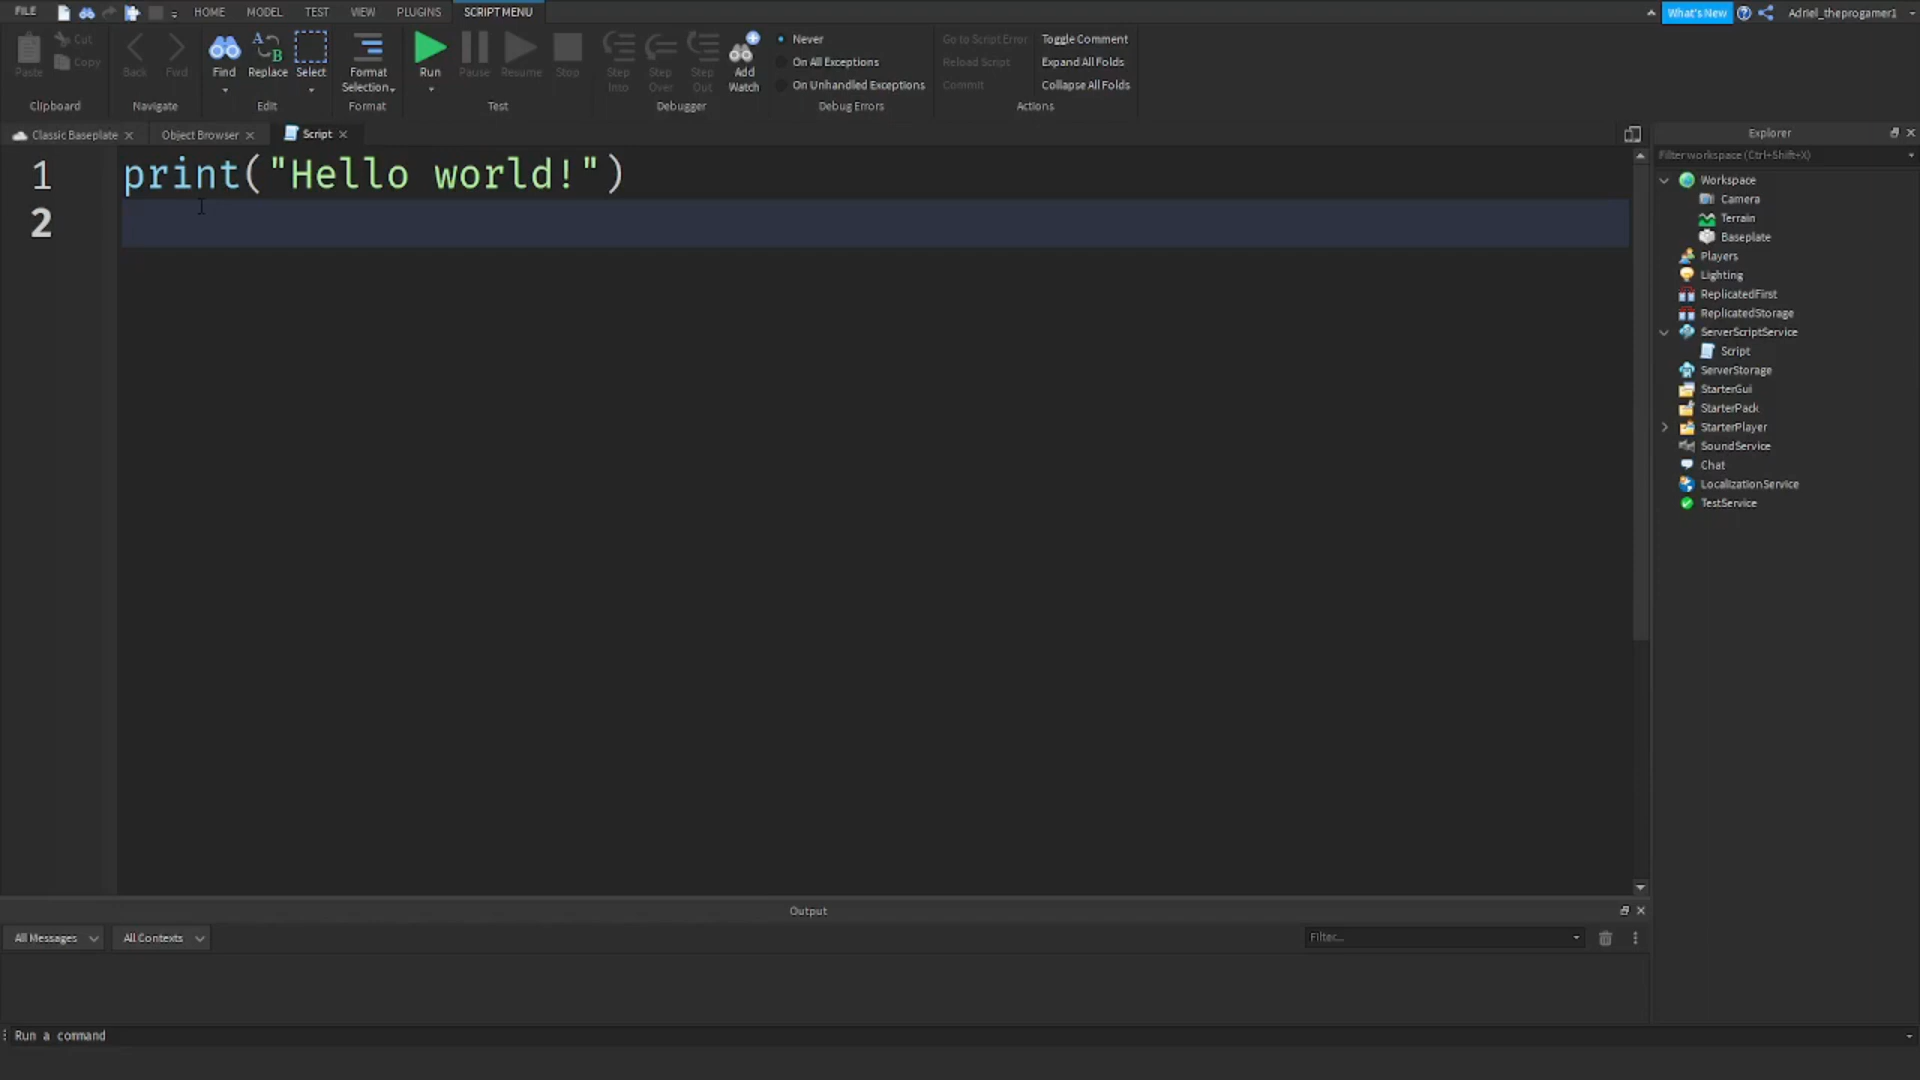 FILE HOME MODEL TEST VIEW PLUGINS SCRIPT MENU What's New Adriel_theprogamer1
Paste Cut Copy
Clipboard
Back Fwd
Navigate
Find Replace Select
Edit
Format Selection
Format
Run Pause Resume Stop
Test
Step Into Step Over Step Out Add Watch
Debugger
Never
On All Exceptions
On Unhandled Exceptions
Debug Errors
Go to Script Error Toggle Comment
Reload Script Expand All Folds
Commit Collapse All Folds
Actions
Classic Baseplate Object Browser Script
1 print("Hello world!")
2
Explorer
Filter workspace (Ctrl+Shift+X)
Workspace
Camera
Terrain
Baseplate
Players
Lighting
ReplicatedFirst
ReplicatedStorage
ServerScriptService
Script
ServerStorage
StarterGui
StarterPack
StarterPlayer
SoundService
Chat
LocalizationService
TestService
Output
All Messages All Contexts Filter...
Run a command